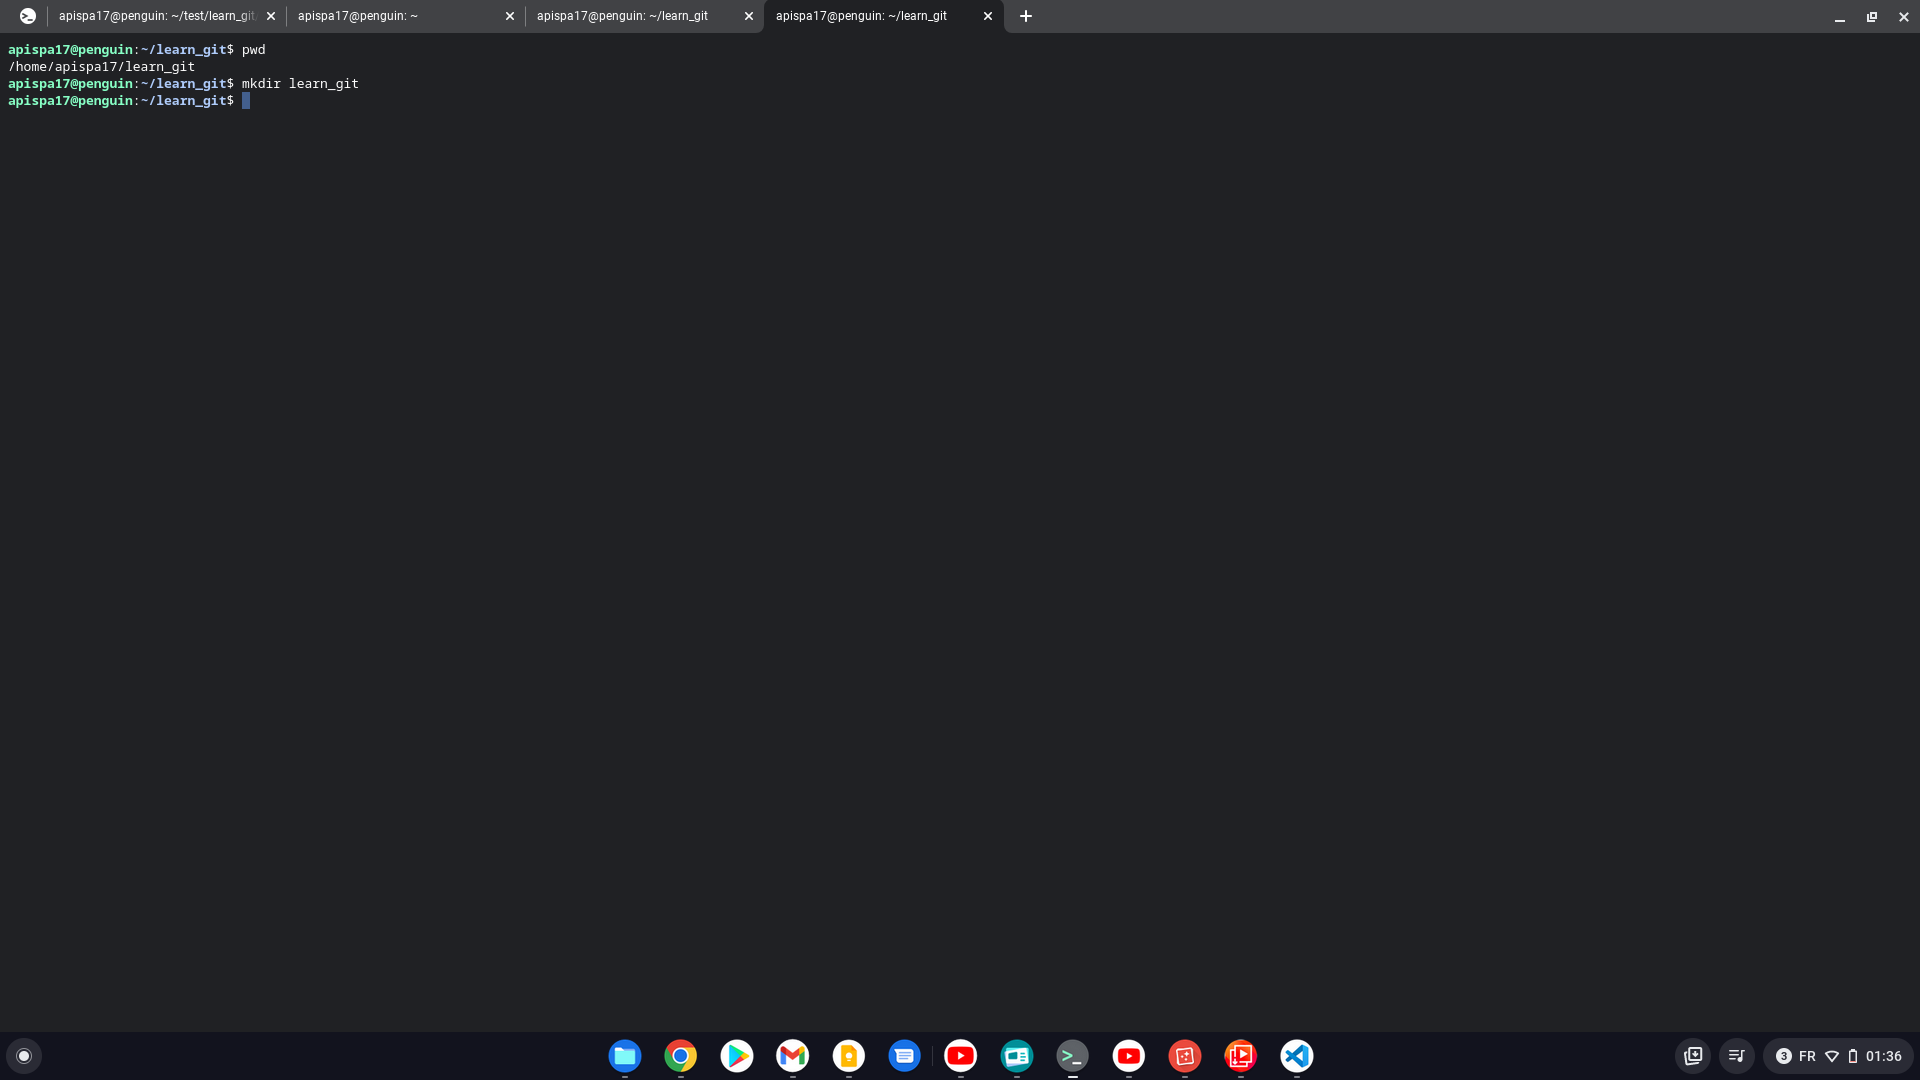 apispa17@penguin: ~/test/learn_git
apispa17@penguin: ~
apispa17@penguin: ~/learn_git
apispa17@penguin: ~/learn_git
apispa17@penguin:~/learn_git$ pwd
/home/apispa17/learn_git
apispa17@penguin:~/learn_git$ mkdir learn_git
apispa17@penguin:~/learn_git$
3 FR 01:36